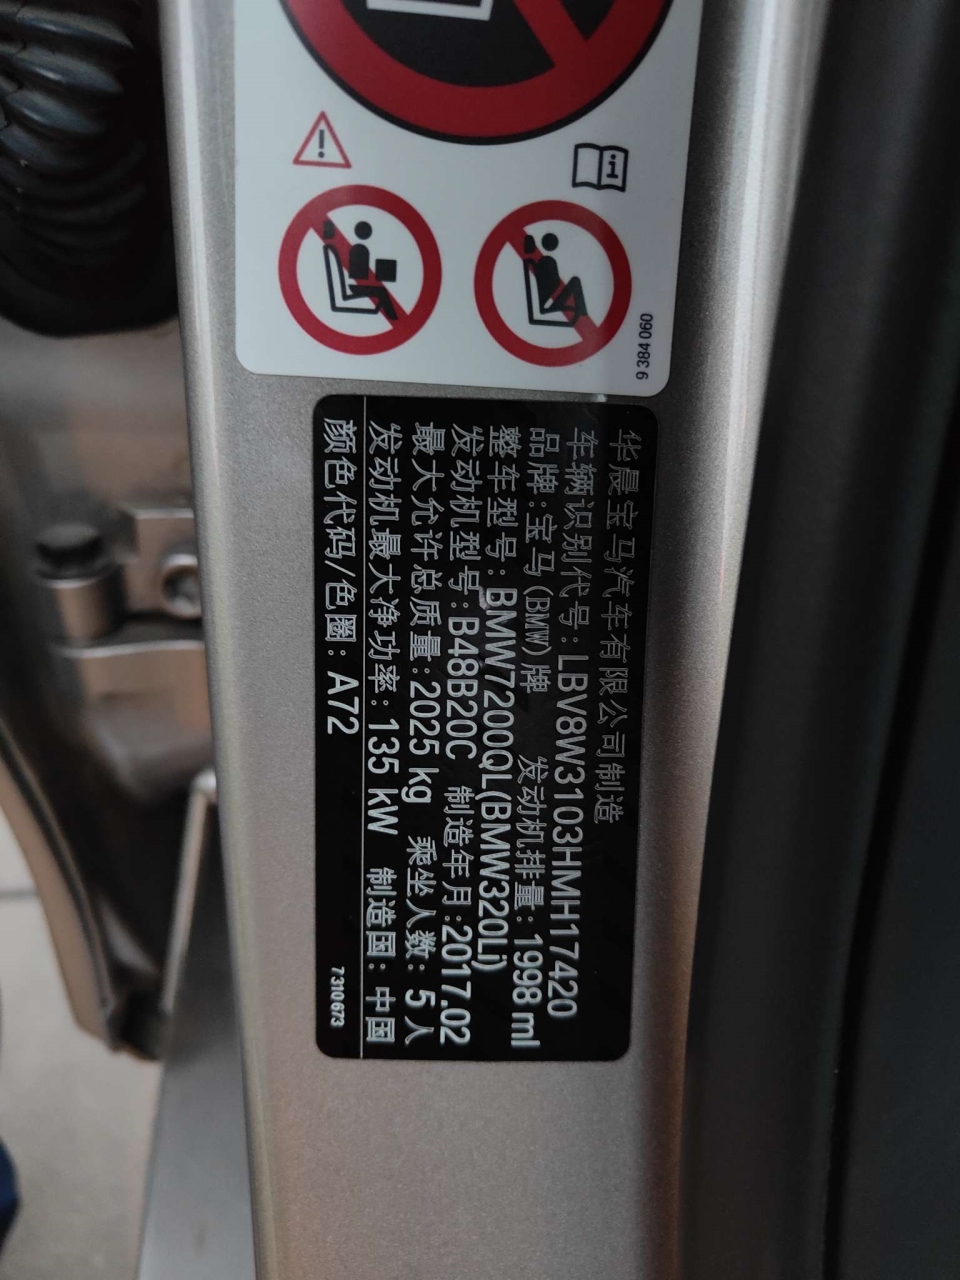 9 384 060
华晨宝马汽车有限公司制造
车辆识别代号: LBV8W3103HMH17420
品牌:宝马(BMW)牌 发动机排量: 1998 ml
整车型号: BMW7200QL(BMW320Li)
发动机型号:B48B20C 制造年月:2017.02
最大允许总质量:2025 kg 乘坐人数: 5人
发动机最大净功率: 135 kW 制造国: 中国
颜色代码/色圈: A72
7 310 673